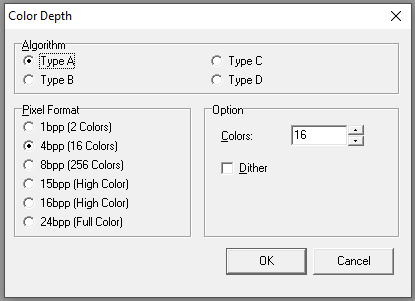 Color Depth
Algorithm
Type A
Type C
Type B
Type D
Pixel Format
1bpp (2 Colors)
4bpp (16 Colors)
8bpp (256 Colors)
15bpp (High Color)
16bpp (High Color)
24bpp (Full Color)
Option
Colors: 16
Dither
OK Cancel